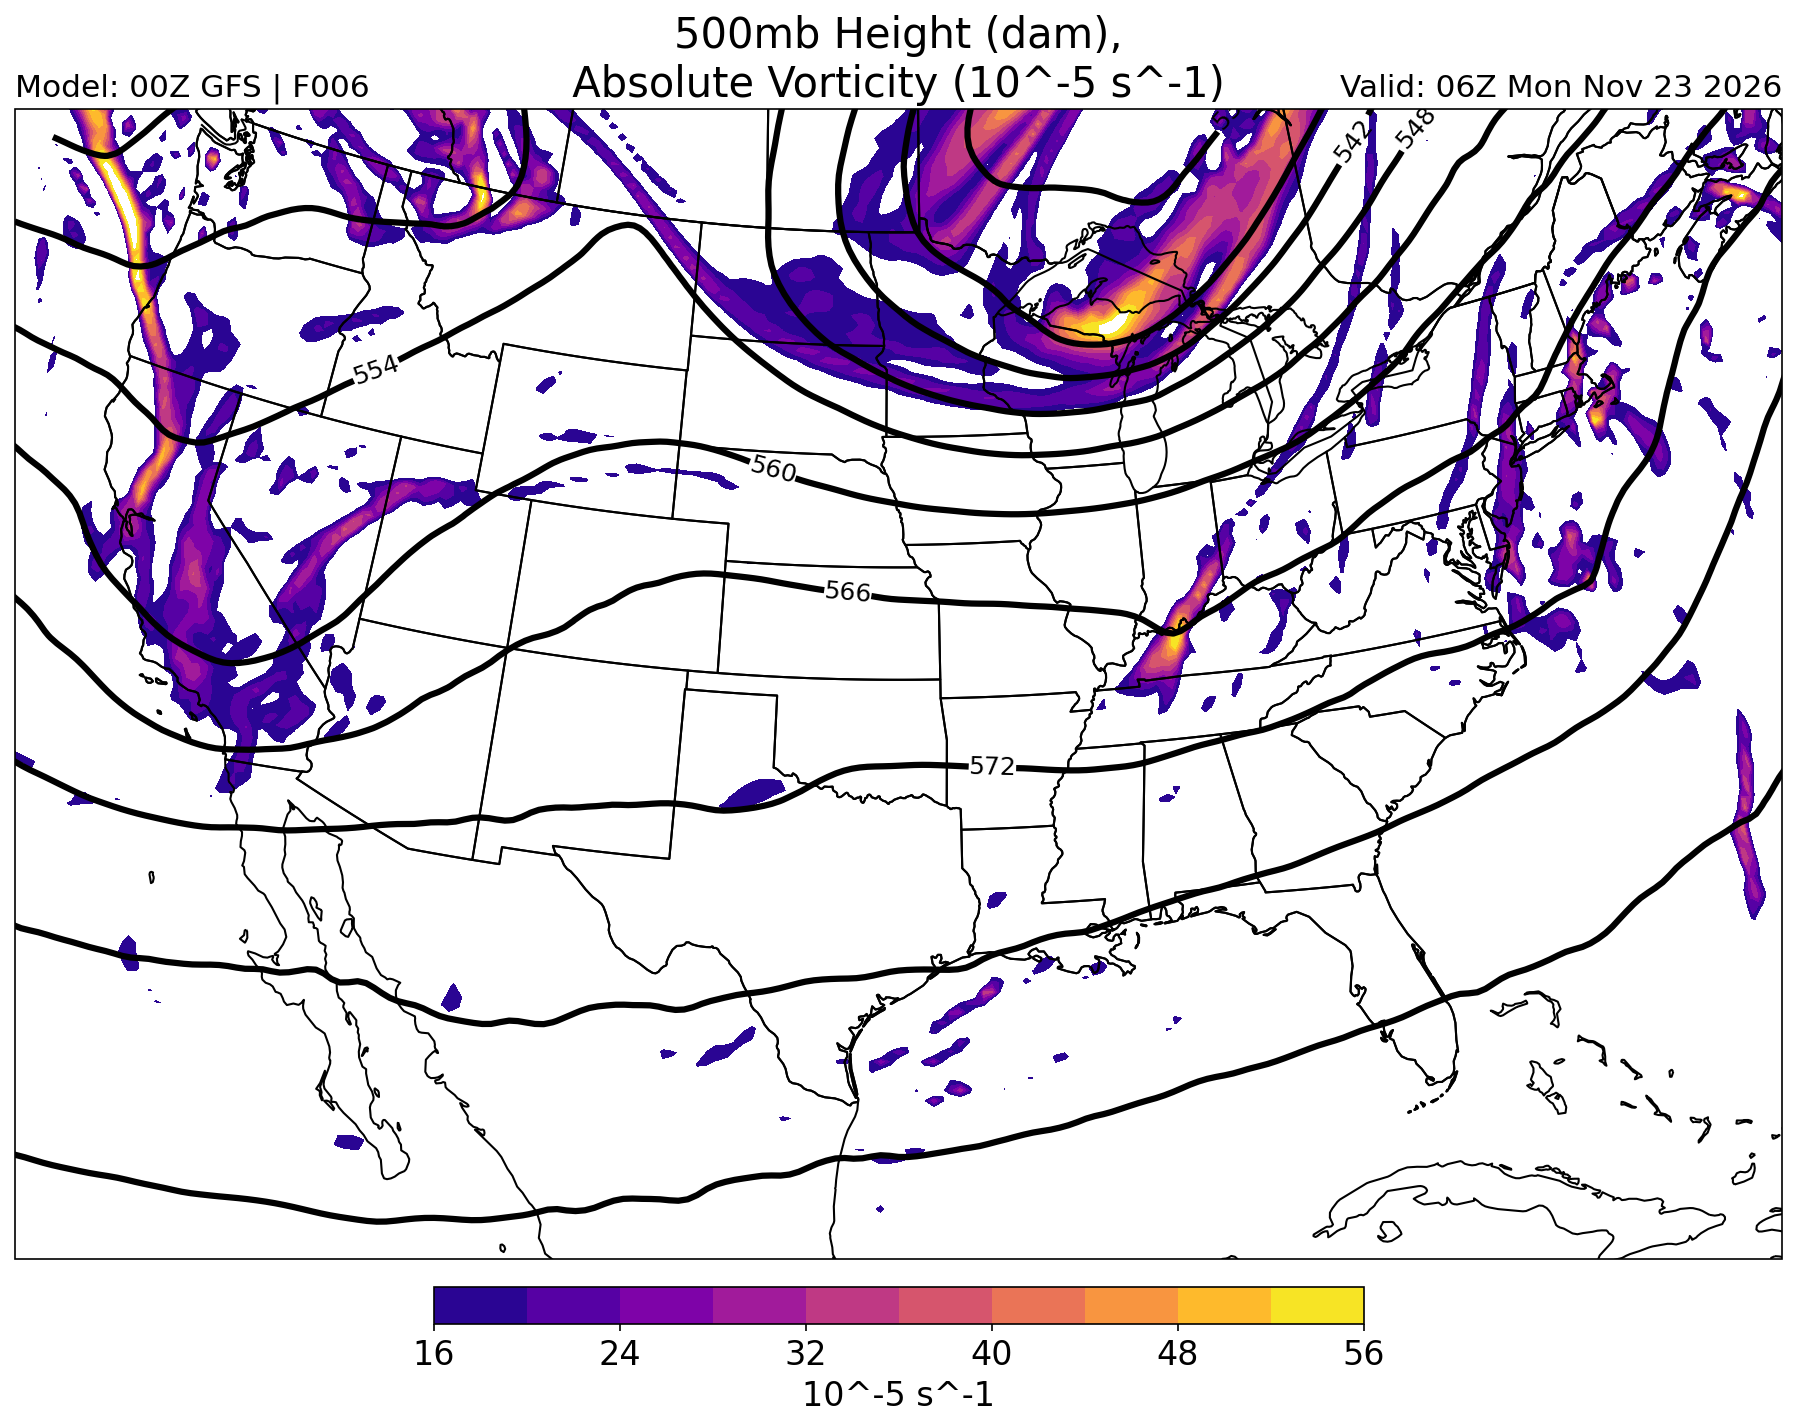 500mb Height (dam),
Absolute Vorticity (10^-5 s^-1)
Model: 00Z GFS | F006
Valid: 06Z Mon Nov 23 2026
542
548
554
560
566
572
16 24 32 40 48 56
10^-5 s^-1